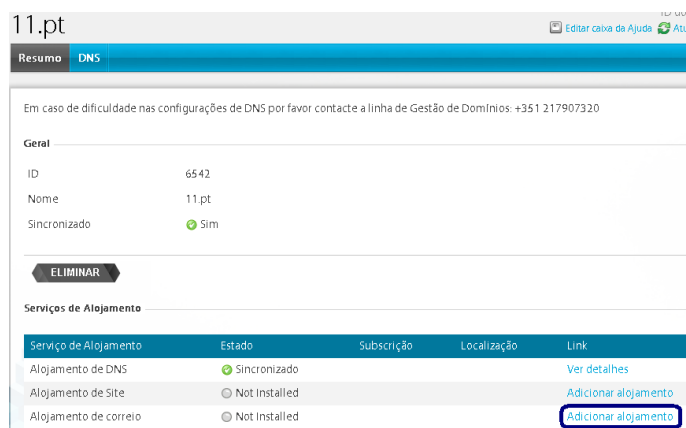 ID do
11.pt
Editar caixa da Ajuda Atu
Resumo DNS
Em caso de dificuldade nas configurações de DNS por favor contacte a linha de Gestão de Domínios: +351 217907320
Geral
ID 6542
Nome 11.pt
Sincronizado Sim
ELIMINAR
Serviços de Alojamento
Serviço de Alojamento Estado Subscrição Localização Link
Alojamento de DNS Sincronizado Ver detalhes
Alojamento de Site Not Installed Adicionar alojamento
Alojamento de correio Not Installed Adicionar alojamento